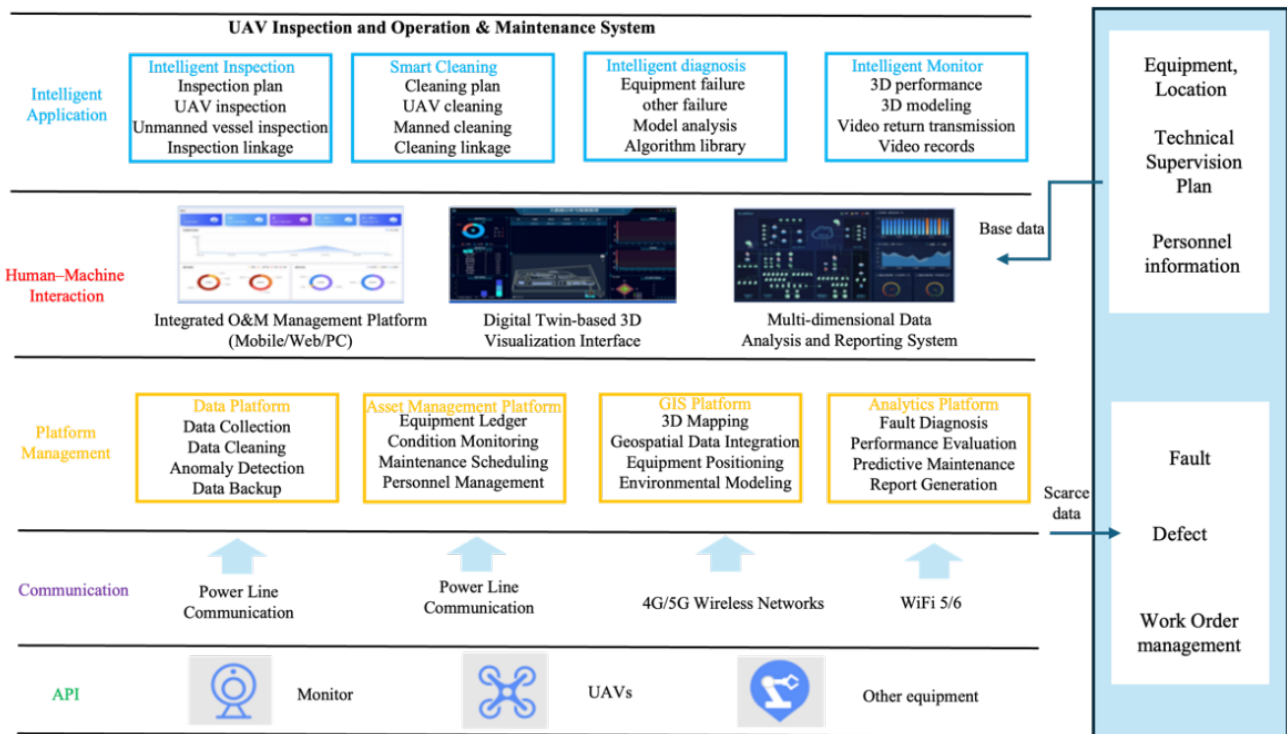 UAV Inspection and Operation & Maintenance System
Intelligent
Application
Intelligent Inspection
Inspection plan
UAV inspection
Unmanned vessel inspection
Inspection linkage
Smart Cleaning
Cleaning plan
UAV cleaning
Manned cleaning
Cleaning linkage
Intelligent diagnosis
Equipment failure
other failure
Model analysis
Algorithm library
Intelligent Monitor
3D performance
3D modeling
Video return transmission
Video records
Human–Machine
Interaction
Integrated O&M Management Platform
(Mobile/Web/PC)
Digital Twin-based 3D
Visualization Interface
Multi-dimensional Data
Analysis and Reporting System
Base data
Platform
Management
Data Platform
Data Collection
Data Cleaning
Anomaly Detection
Data Backup
Asset Management Platform
Equipment Ledger
Condition Monitoring
Maintenance Scheduling
Personnel Management
GIS Platform
3D Mapping
Geospatial Data Integration
Equipment Positioning
Environmental Modeling
Analytics Platform
Fault Diagnosis
Performance Evaluation
Predictive Maintenance
Report Generation
Scarce
data
Communication
Power Line
Communication
Power Line
Communication
4G/5G Wireless Networks
WiFi 5/6
API
Monitor
UAVs
Other equipment
Equipment,
Location
Technical
Supervision
Plan
Personnel
information
Fault
Defect
Work Order
management